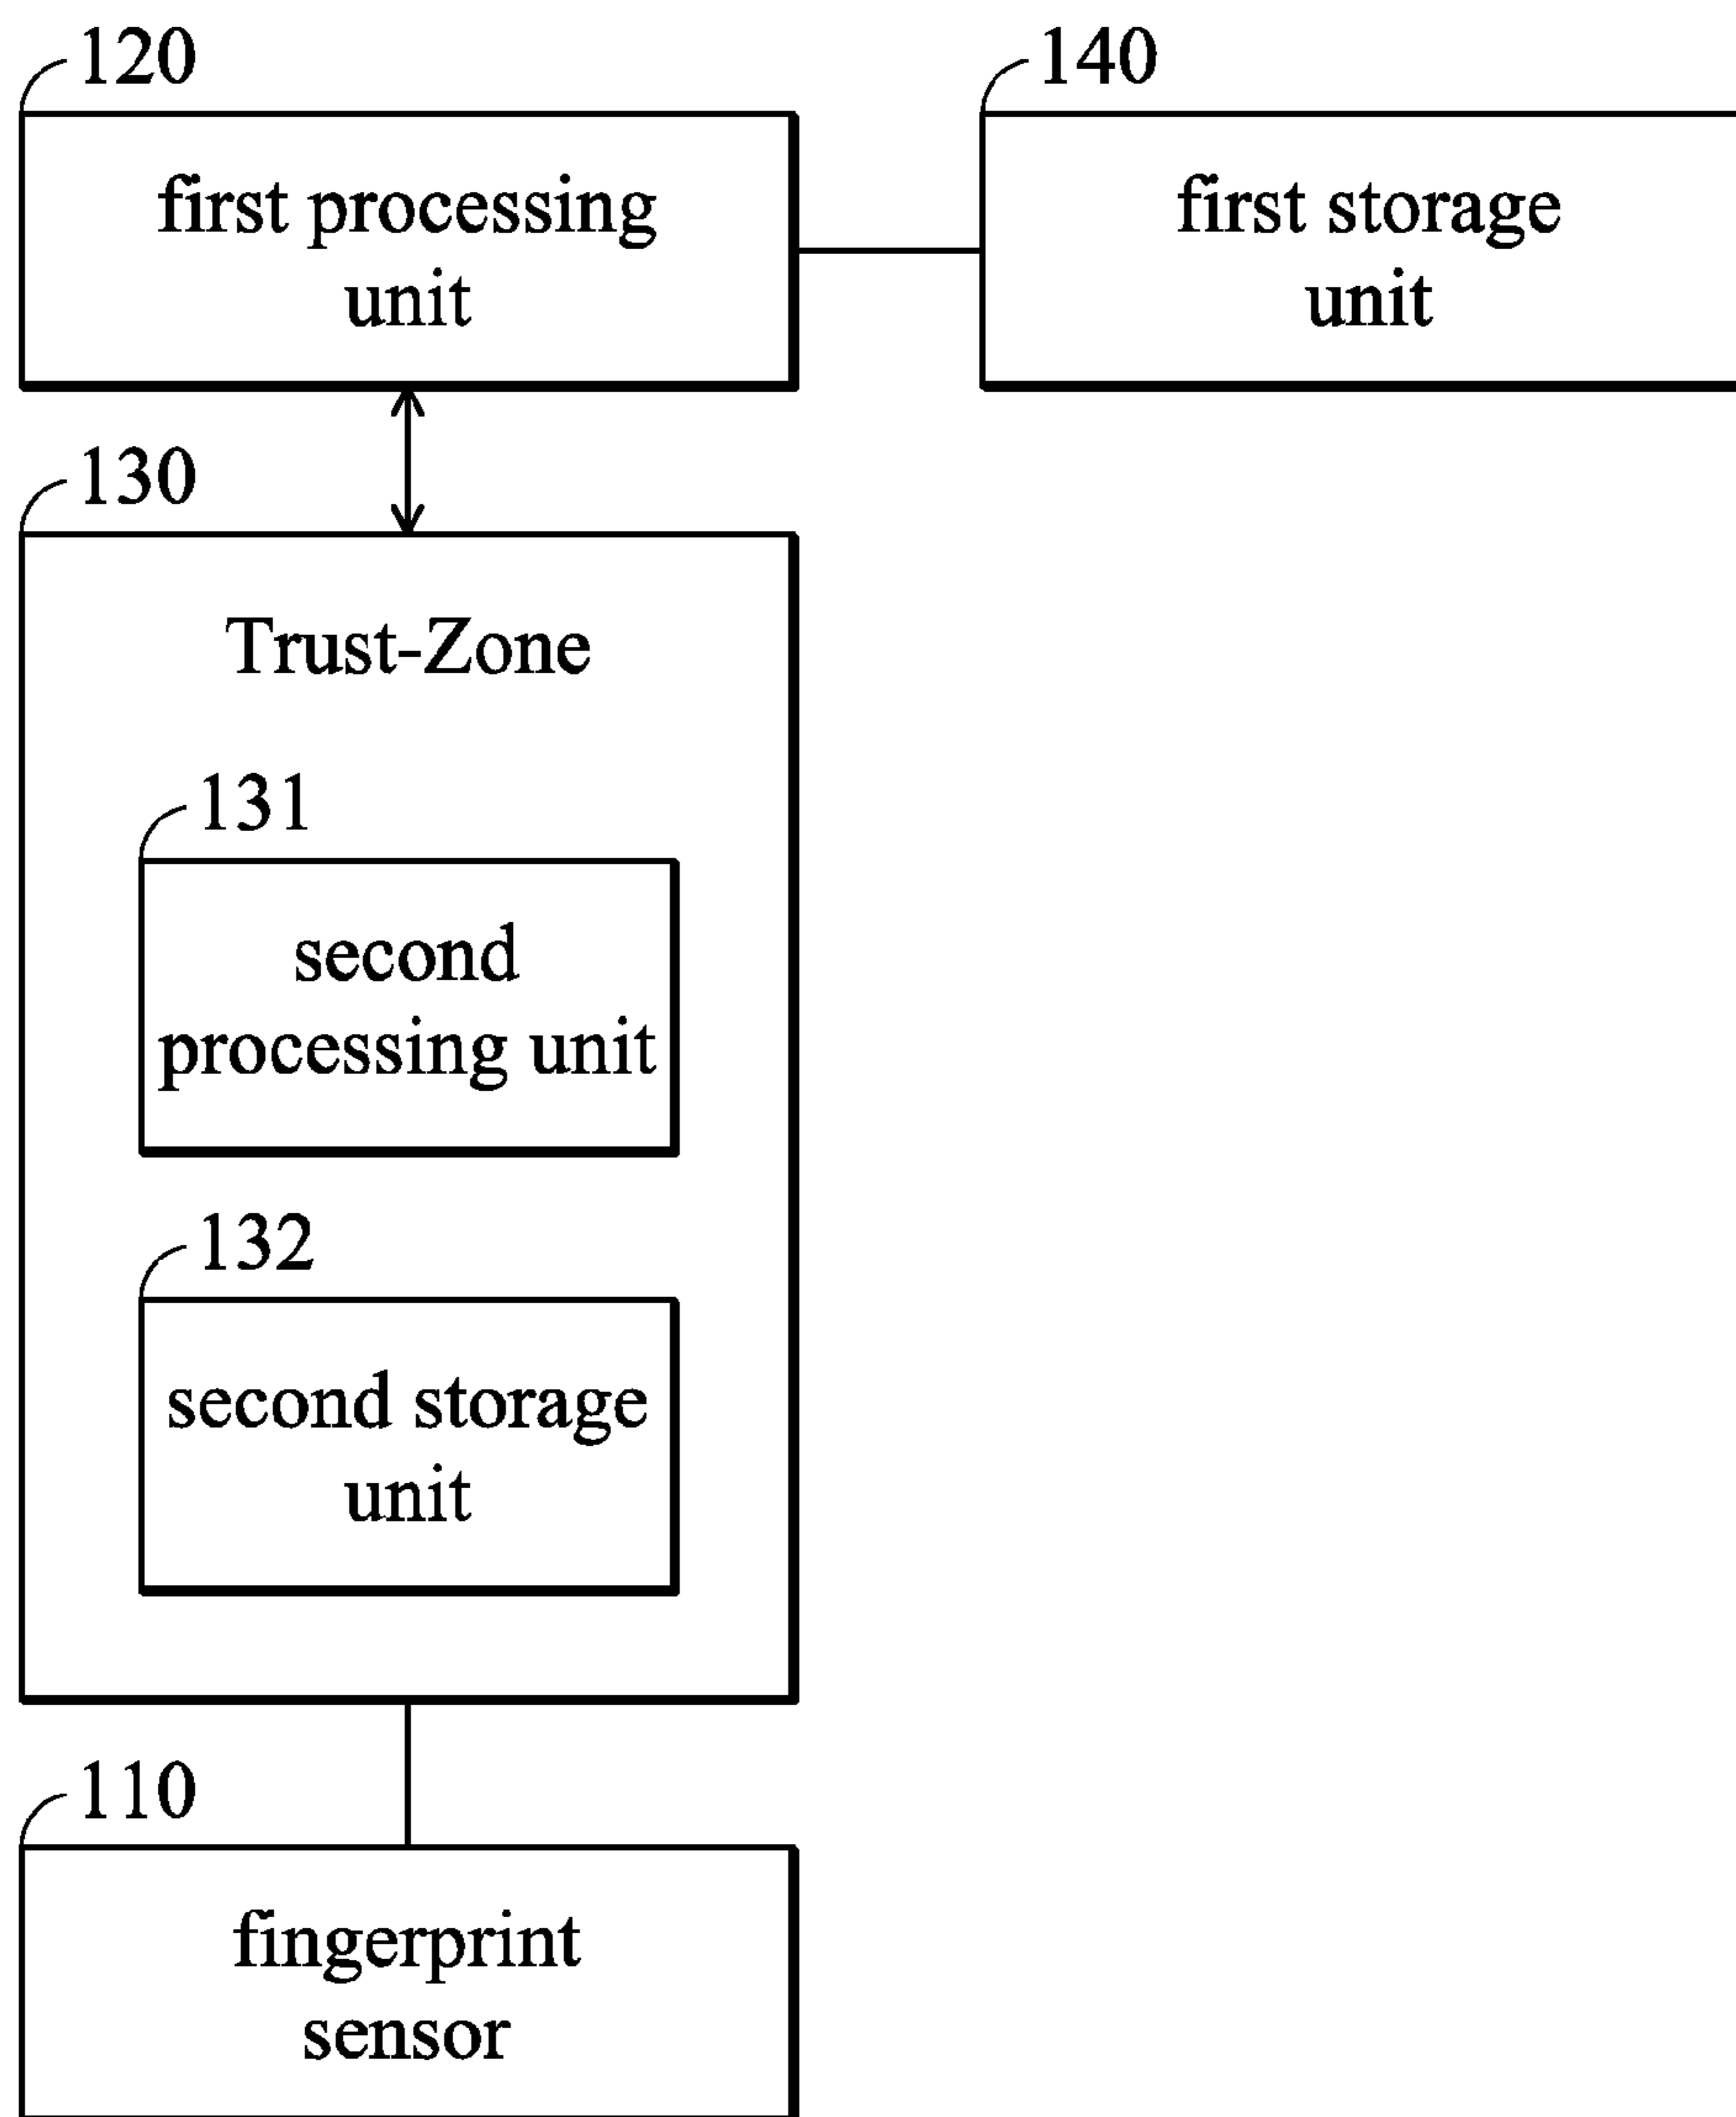 120
first processing
unit
140
first storage
unit
130
Trust-Zone
131
second
processing unit
132
second storage
unit
110
fingerprint
sensor